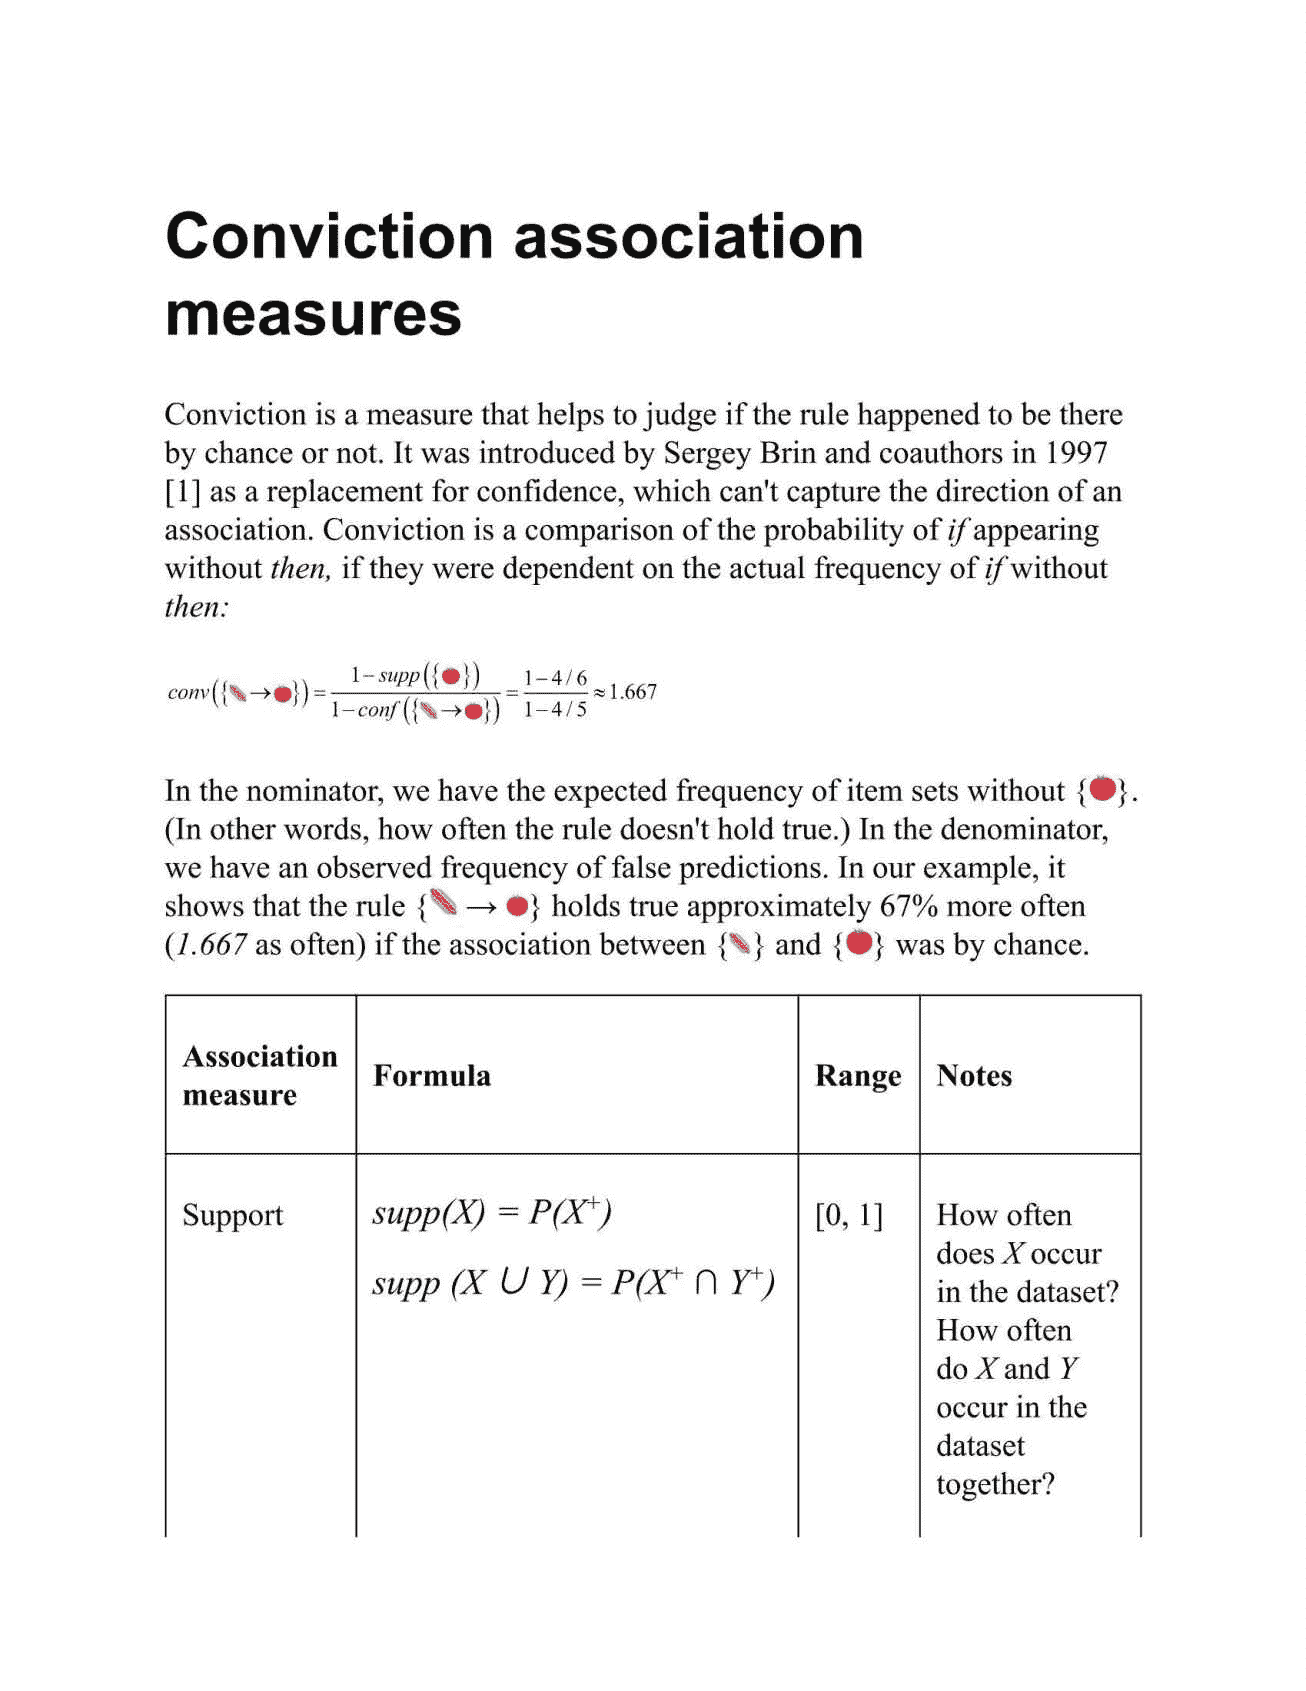 Conviction association
measures
Conviction is a measure that helps to judge if the rule happened to be there
by chance or not. It was introduced by Sergey Brin and coauthors in 1997
[1] as a replacement for confidence, which can't capture the direction of an
association. Conviction is a comparison of the probability of if appearing
without then, if they were dependent on the actual frequency of if without
then:
conv({→}) = 1−supp({}) / 1−conf({→}) = 1−4/6 / 1−4/5 ≈1.667
In the nominator, we have the expected frequency of item sets without {}.
(In other words, how often the rule doesn't hold true.) In the denominator,
we have an observed frequency of false predictions. In our example, it
shows that the rule { → } holds true approximately 67% more often
(1.667 as often) if the association between {} and {} was by chance.
Association
measure
Formula
Range
Notes
Support
supp(X) = P(X⁺)
supp (X ∪ Y) = P(X⁺ ∩ Y⁺)
[0, 1]
How often
does X occur
in the dataset?
How often
do X and Y
occur in the
dataset
together?